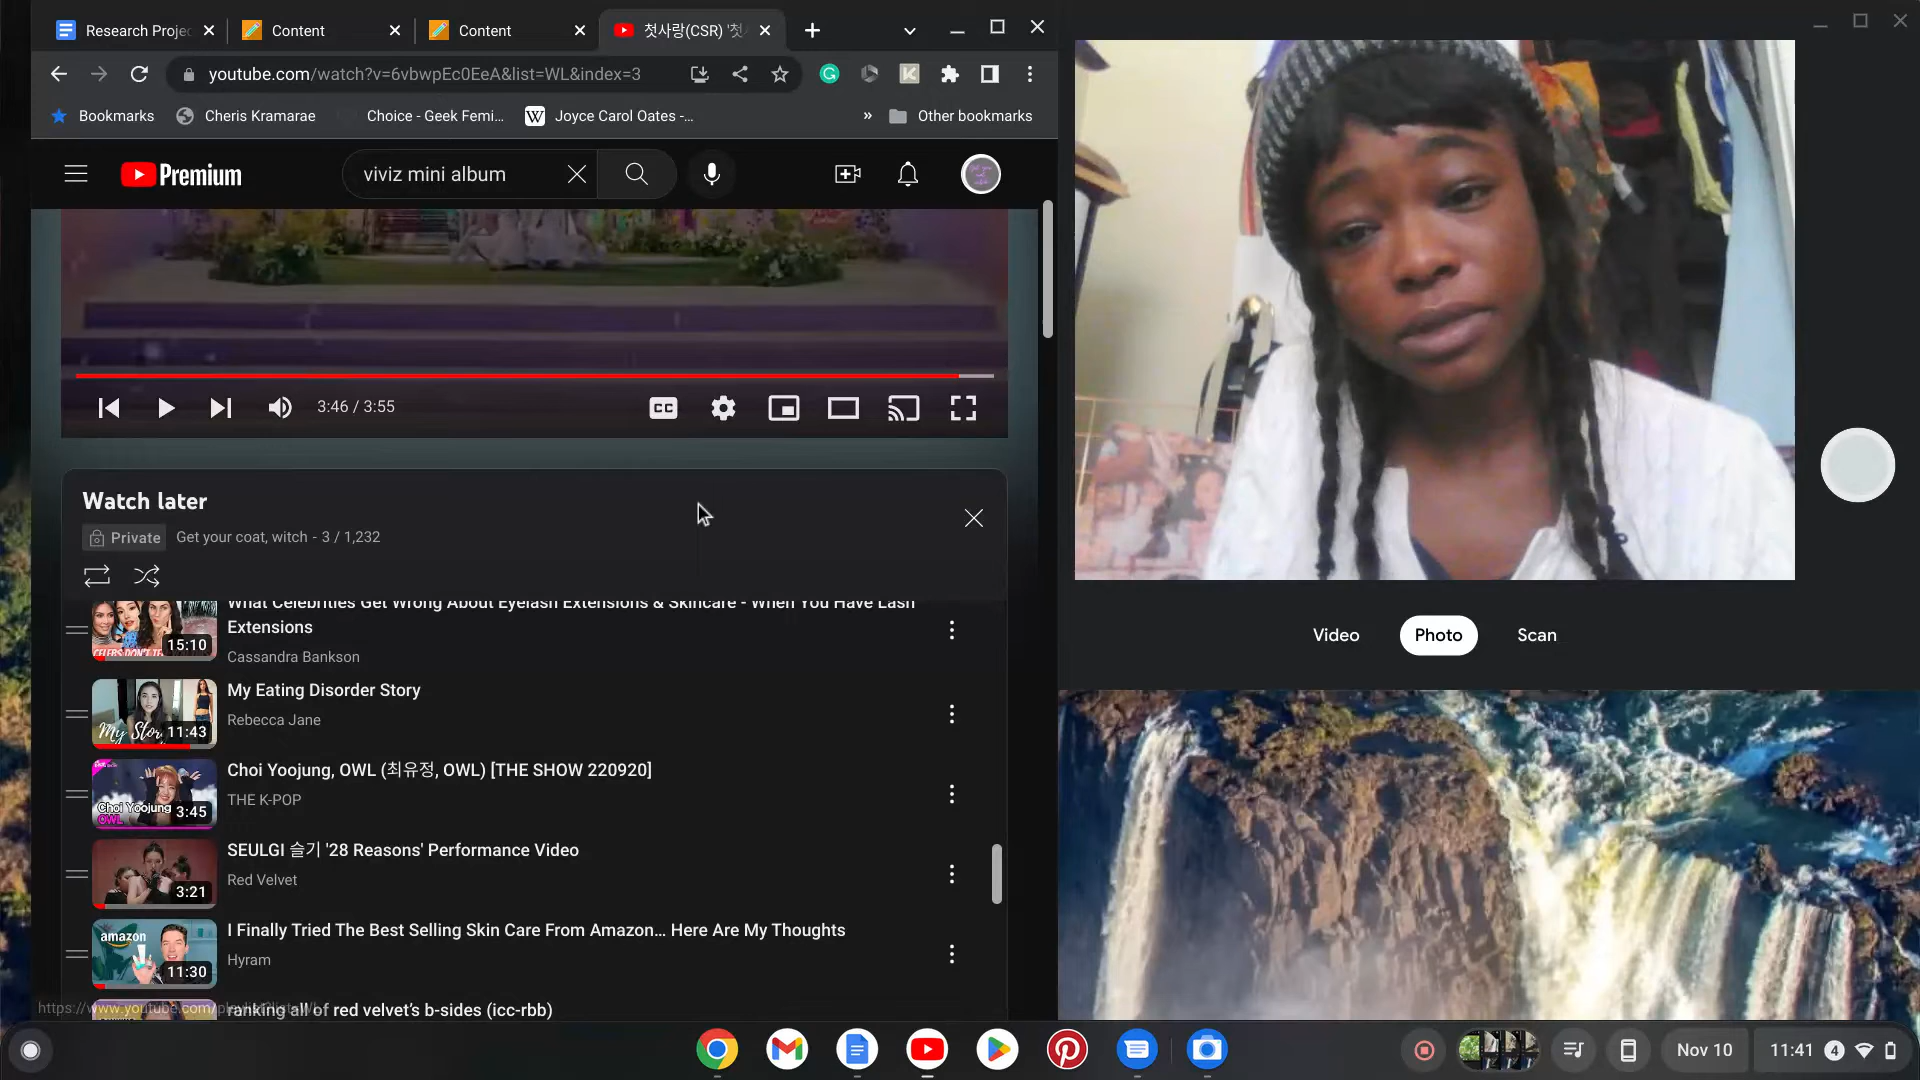 Research Projec
Content
Content
첫사랑(CSR) '첫
youtube.com/watch?v=6vbwpEc0EeA&list=WL&index=3
Bookmarks
Cheris Kramarae
Choice - Geek Femi...
W
Joyce Carol Oates -...
»
Other bookmarks
Premium
viviz mini album
3:46 / 3:55
CC
Watch later
Private
Get your coat, witch - 3 / 1,232
What Celebrities Get Wrong About Eyelash Extensions & Skincare - When You Have Lash
Extensions
15:10
Cassandra Bankson
My Eating Disorder Story
Rebecca Jane
11:43
Choi Yoojung, OWL (최유정, OWL) [THE SHOW 220920]
THE K-POP
Choi Yoojung
OWL
3:45
SEULGI 슬기 '28 Reasons' Performance Video
Red Velvet
3:21
I Finally Tried The Best Selling Skin Care From Amazon... Here Are My Thoughts
Hyram
amazon
11:30
ranking all of red velvet's b-sides (icc-rbb)
Video
Photo
Scan
Nov 10
11:41
4